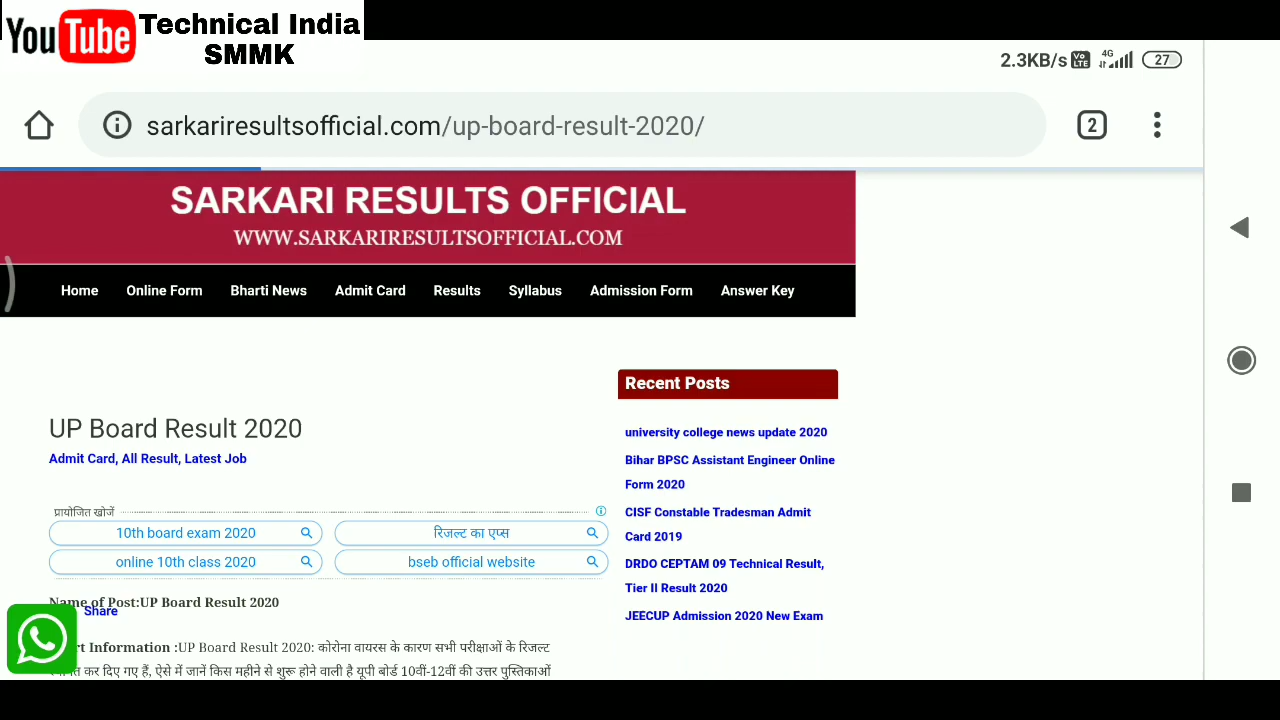 YouTube Technical India
SMMK
2.3KB/s Vo LTE 4G 27
sarkariresultsofficial.com/up-board-result-2020/
2
SARKARI RESULTS OFFICIAL
WWW.SARKARIRESULTSOFFICIAL.COM
Home Online Form Bharti News Admit Card Results Syllabus Admission Form Answer Key
UP Board Result 2020
Admit Card, All Result, Latest Job
प्रायोजित खोजें
10th board exam 2020
रिजल्ट का एप्स
online 10th class 2020
bseb official website
Name of Post:UP Board Result 2020
Share
Information :UP Board Result 2020: कोरोना वायरस के कारण सभी परीक्षाओं के रिजल्ट
कर दिए गए हैं, ऐसे में जानें किस महीने से शुरू होने वाली है यूपी बोर्ड 10वीं-12वीं की उत्तर पुस्तिकाओं
Recent Posts
university college news update 2020
Bihar BPSC Assistant Engineer Online
Form 2020
CISF Constable Tradesman Admit
Card 2019
DRDO CEPTAM 09 Technical Result,
Tier II Result 2020
JEECUP Admission 2020 New Exam